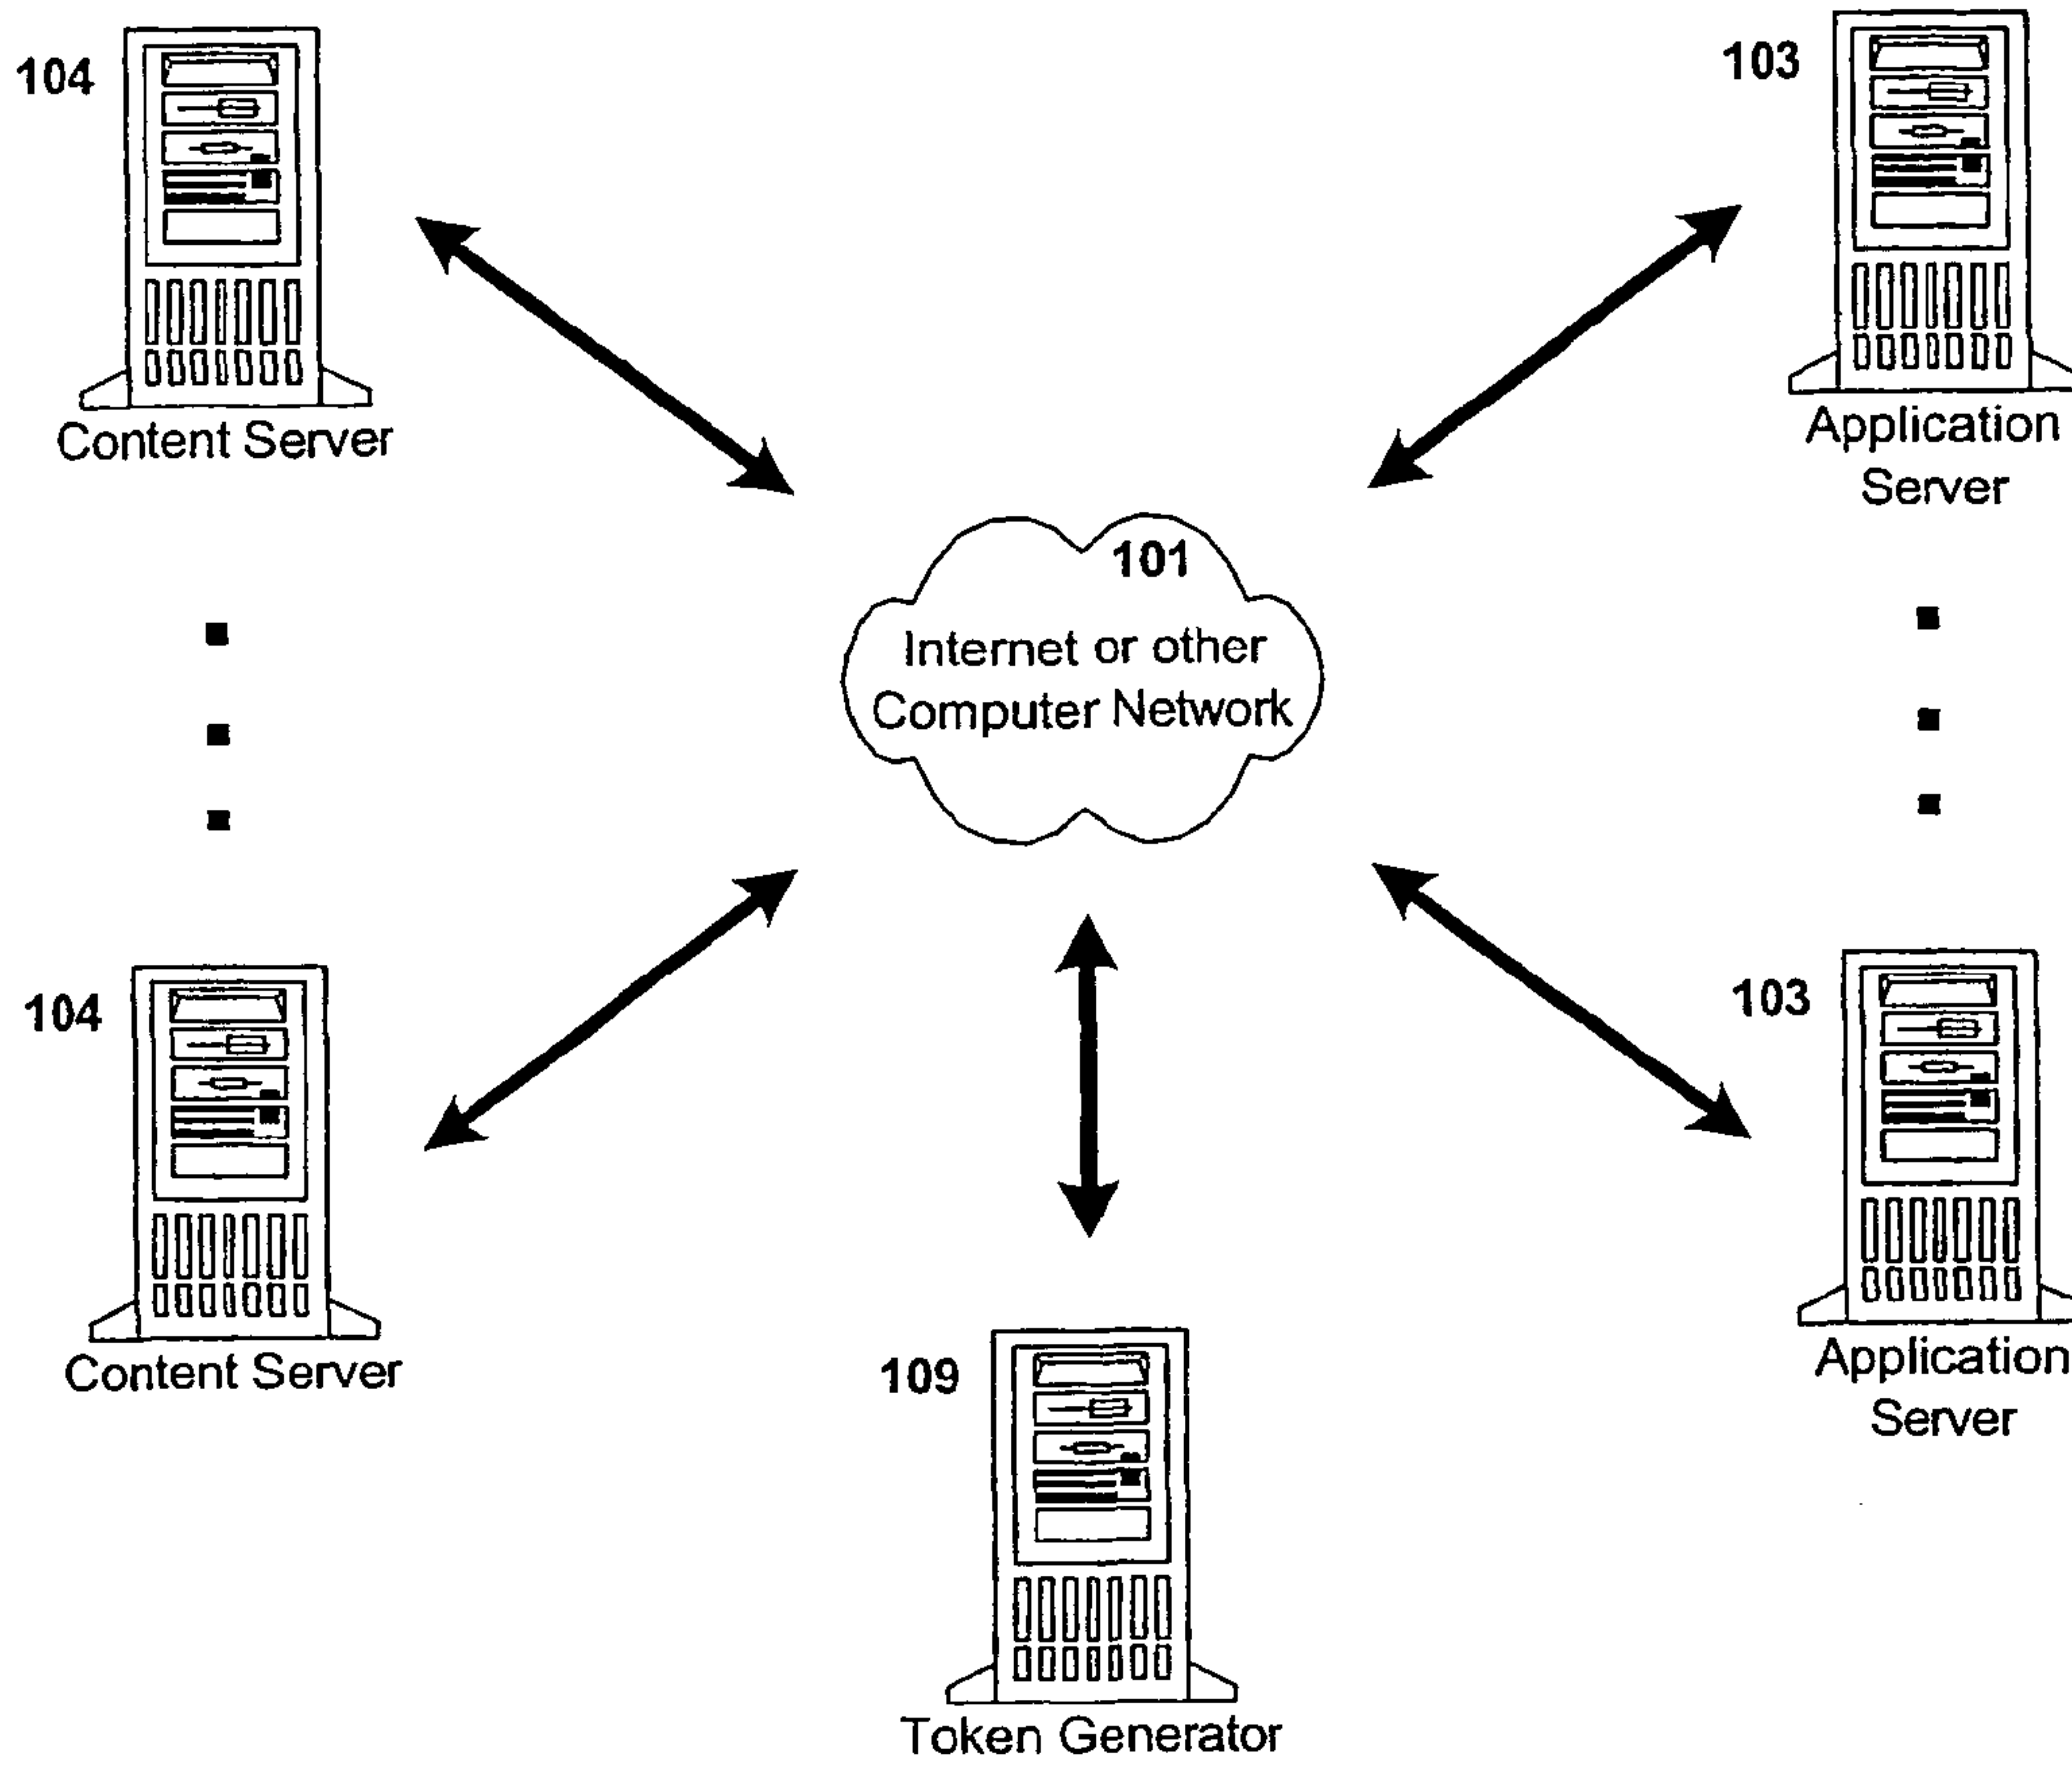 104
Content Server
103
Application
Server
101
Internet or other
Computer Network
104
Content Server
103
Application
Server
109
Token Generator